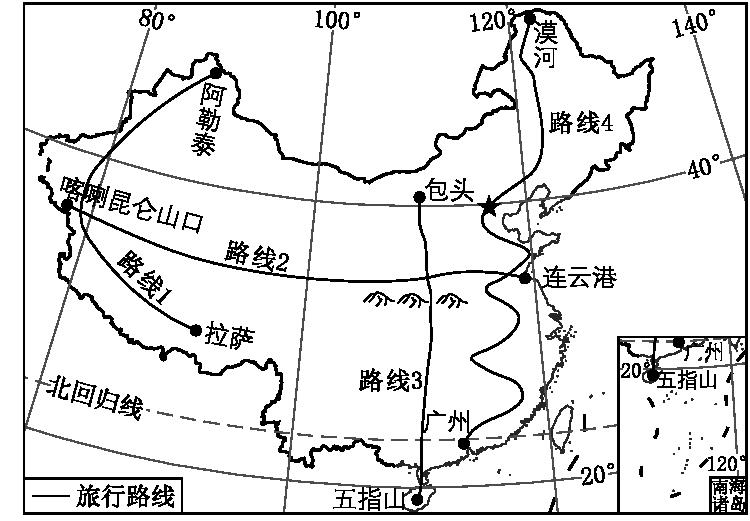 80°
100°
120°
140°
漠河
阿勒泰
路线4
40°
包头
喀喇昆仑山口
路线2
连云港
路线1
拉萨
路线3
北回归线
广州
20°
五指山
旅行路线
广州
20°
五指山
120°
南海
诸岛